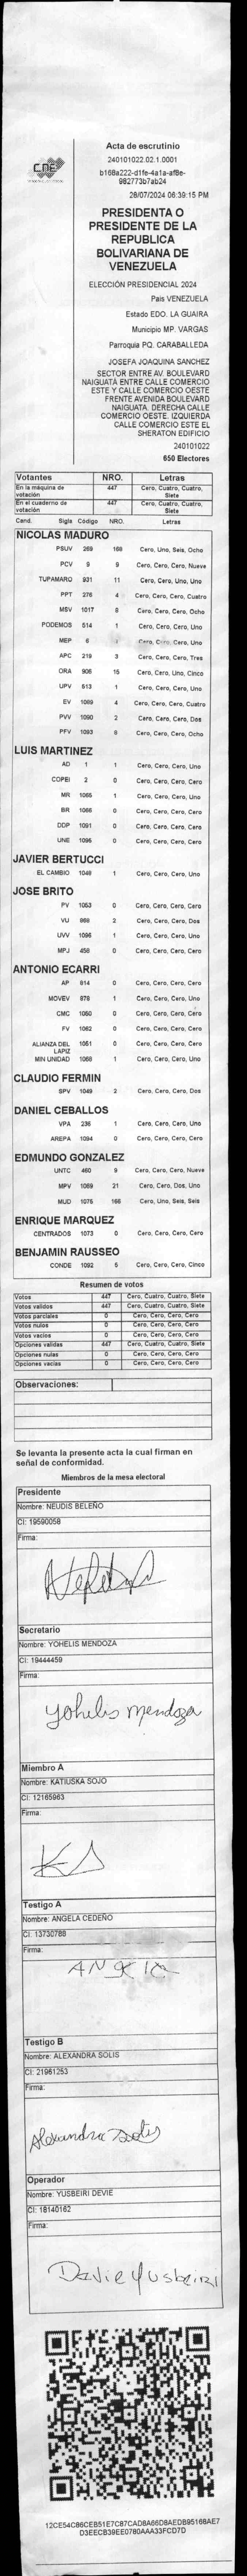 CNE
Acta de escrutinio
240101022.02.1.0001
b168a222-d1fe-4a1a-af8e-
982773b7ab24
28/07/2024 06:39:15 PM
PRESIDENTA O
PRESIDENTE DE LA
REPUBLICA
BOLIVARIANA DE
VENEZUELA
ELECCIÓN PRESIDENCIAL 2024
Pais VENEZUELA
Estado EDO. LA GUAIRA
Municipio MP. VARGAS
Parroquia PQ. CARABALLEDA
JOSEFA JOAQUINA SANCHEZ
SECTOR ENTRE AV. BOULEVARD
NAIGUATÁ ENTRE CALLE COMERCIO
ESTE Y CALLE COMERCIO OESTE
FRENTE AVENIDA BOULEVARD
NAIGUATA. DERECHA CALLE
COMERCIO OESTE. IZQUIERDA
CALLE COMERCIO ESTE EL
SHERATON EDIFICIO
240101022
650 Electores
Votantes NRO. Letras
En la máquina de votación 447 Cero, Cuatro, Cuatro, Siete
En el cuaderno de votación 447 Cero, Cuatro, Cuatro, Siete
Cand. Sigla Código NRO. Letras
NICOLAS MADURO
PSUV 269 168 Cero, Uno, Seis, Ocho
PCV 9 9 Cero, Cero, Cero, Nueve
TUPAMARO 931 11 Cero, Cero, Uno, Uno
PPT 276 4 Cero, Cero, Cero, Cuatro
MSV 1017 8 Cero, Cero, Cero, Ocho
PODEMOS 514 1 Cero, Cero, Cero, Uno
MEP 6 1 Cero, Cero, Cero, Uno
APC 219 3 Cero, Cero, Cero, Tres
ORA 906 15 Cero, Cero, Uno, Cinco
UPV 513 1 Cero, Cero, Cero, Uno
EV 1089 4 Cero, Cero, Cero, Cuatro
PVV 1090 2 Cero, Cero, Cero, Dos
PFV 1093 8 Cero, Cero, Cero, Ocho
LUIS MARTINEZ
AD 1 1 Cero, Cero, Cero, Uno
COPEI 2 0 Cero, Cero, Cero, Cero
MR 1065 1 Cero, Cero, Cero, Uno
BR 1066 0 Cero, Cero, Cero, Cero
DDP 1091 0 Cero, Cero, Cero, Cero
UNE 1095 0 Cero, Cero, Cero, Cero
JAVIER BERTUCCI
EL CAMBIO 1048 1 Cero, Cero, Cero, Uno
JOSE BRITO
PV 1053 0 Cero, Cero, Cero, Cero
VU 868 2 Cero, Cero, Cero, Dos
UVV 1096 1 Cero, Cero, Cero, Uno
MPJ 458 0 Cero, Cero, Cero, Cero
ANTONIO ECARRI
AP 814 0 Cero, Cero, Cero, Cero
MOVEV 978 1 Cero, Cero, Cero, Uno
CMC 1050 0 Cero, Cero, Cero, Cero
FV 1062 0 Cero, Cero, Cero, Cero
ALIANZA DEL LAPIZ 1051 0 Cero, Cero, Cero, Cero
MIN UNIDAD 1068 1 Cero, Cero, Cero, Uno
CLAUDIO FERMIN
SPV 1049 2 Cero, Cero, Cero, Dos
DANIEL CEBALLOS
VPA 236 1 Cero, Cero, Cero, Uno
AREPA 1094 0 Cero, Cero, Cero, Cero
EDMUNDO GONZALEZ
UNTC 460 9 Cero, Cero, Cero, Nueve
MPV 1069 21 Cero, Cero, Dos, Uno
MUD 1075 166 Cero, Uno, Seis, Seis
ENRIQUE MARQUEZ
CENTRADOS 1073 0 Cero, Cero, Cero, Cero
BENJAMIN RAUSSEO
CONDE 1092 5 Cero, Cero, Cero, Cinco
Resumen de votos
Votos 447 Cero, Cuatro, Cuatro, Siete
Votos validos 447 Cero, Cuatro, Cuatro, Siete
Votos parciales 0 Cero, Cero, Cero, Cero
Votos nulos 0 Cero, Cero, Cero, Cero
Votos vacios 0 Cero, Cero, Cero, Cero
Opciones validas 447 Cero, Cuatro, Cuatro, Siete
Opciones nulas 0 Cero, Cero, Cero, Cero
Opciones vacias 0 Cero, Cero, Cero, Cero
Observaciones:
Se levanta la presente acta la cual firman en
señal de conformidad.
Miembros de la mesa electoral
Presidente
Nombre: NEUDIS BELEÑO
CI: 19590058
Firma:
Secretario
Nombre: YOHELIS MENDOZA
CI: 19444459
Firma:
Yohelis mendoza
Miembro A
Nombre: KATIUSKA SOJO
CI: 12165963
Firma:
Testigo A
Nombre: ANGELA CEDEÑO
CI: 13730788
Firma:
Testigo B
Nombre: ALEXANDRA SOLIS
CI: 21961253
Firma:
Alexandra Solis
Operador
Nombre: YUSBEIRI DEVIE
CI: 18140162
Firma:
Davie Yusbeiri
12CE54C86CEB51E7C87CAD8A66D8AEDB95168AE7
D3EECB39EE0780AAA33FCD7D